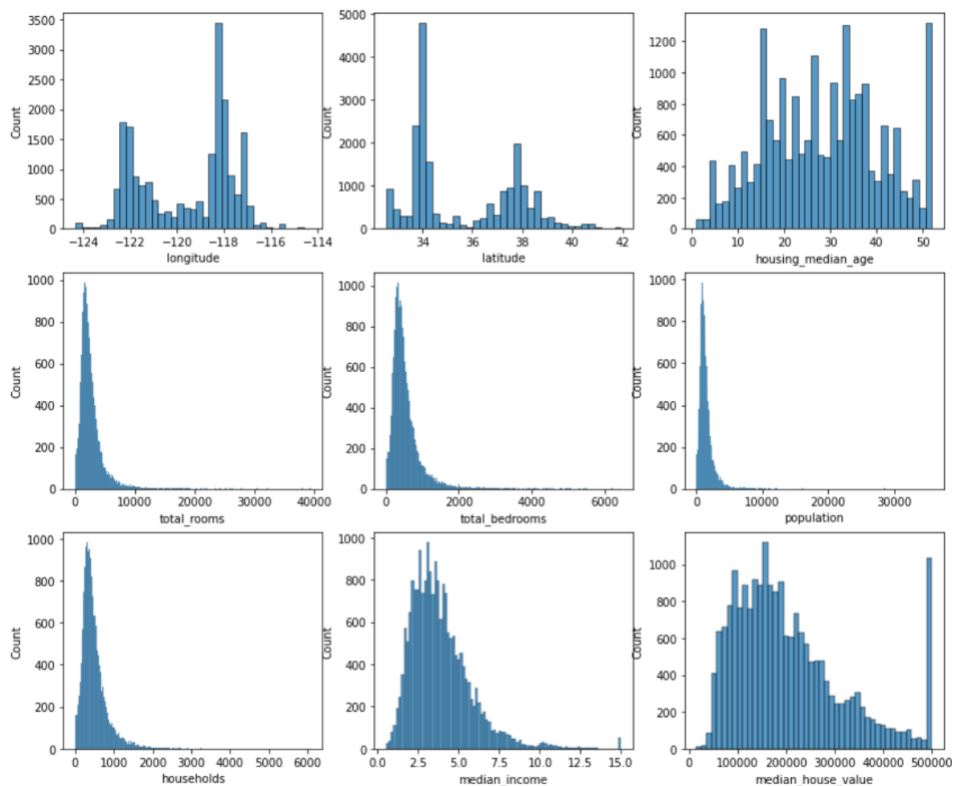 3500
3000
2500
2000
1500
1000
500
0
Count
−124 −122 −120 −118 −116 −114
longitude
5000
4000
3000
2000
1000
0
Count
34 36 38 40 42
latitude
1200
1000
800
600
400
200
0
Count
0 10 20 30 40 50
housing_median_age
1000
800
600
400
200
0
Count
0 10000 20000 30000 40000
total_rooms
1000
800
600
400
200
0
Count
0 2000 4000 6000
total_bedrooms
1000
800
600
400
200
0
Count
0 10000 20000 30000
population
1000
800
600
400
200
0
Count
0 1000 2000 3000 4000 5000 6000
households
1000
800
600
400
200
0
Count
0.0 2.5 5.0 7.5 10.0 12.5 15.0
median_income
1000
800
600
400
200
0
Count
0 100000 200000 300000 400000 500000
median_house_value